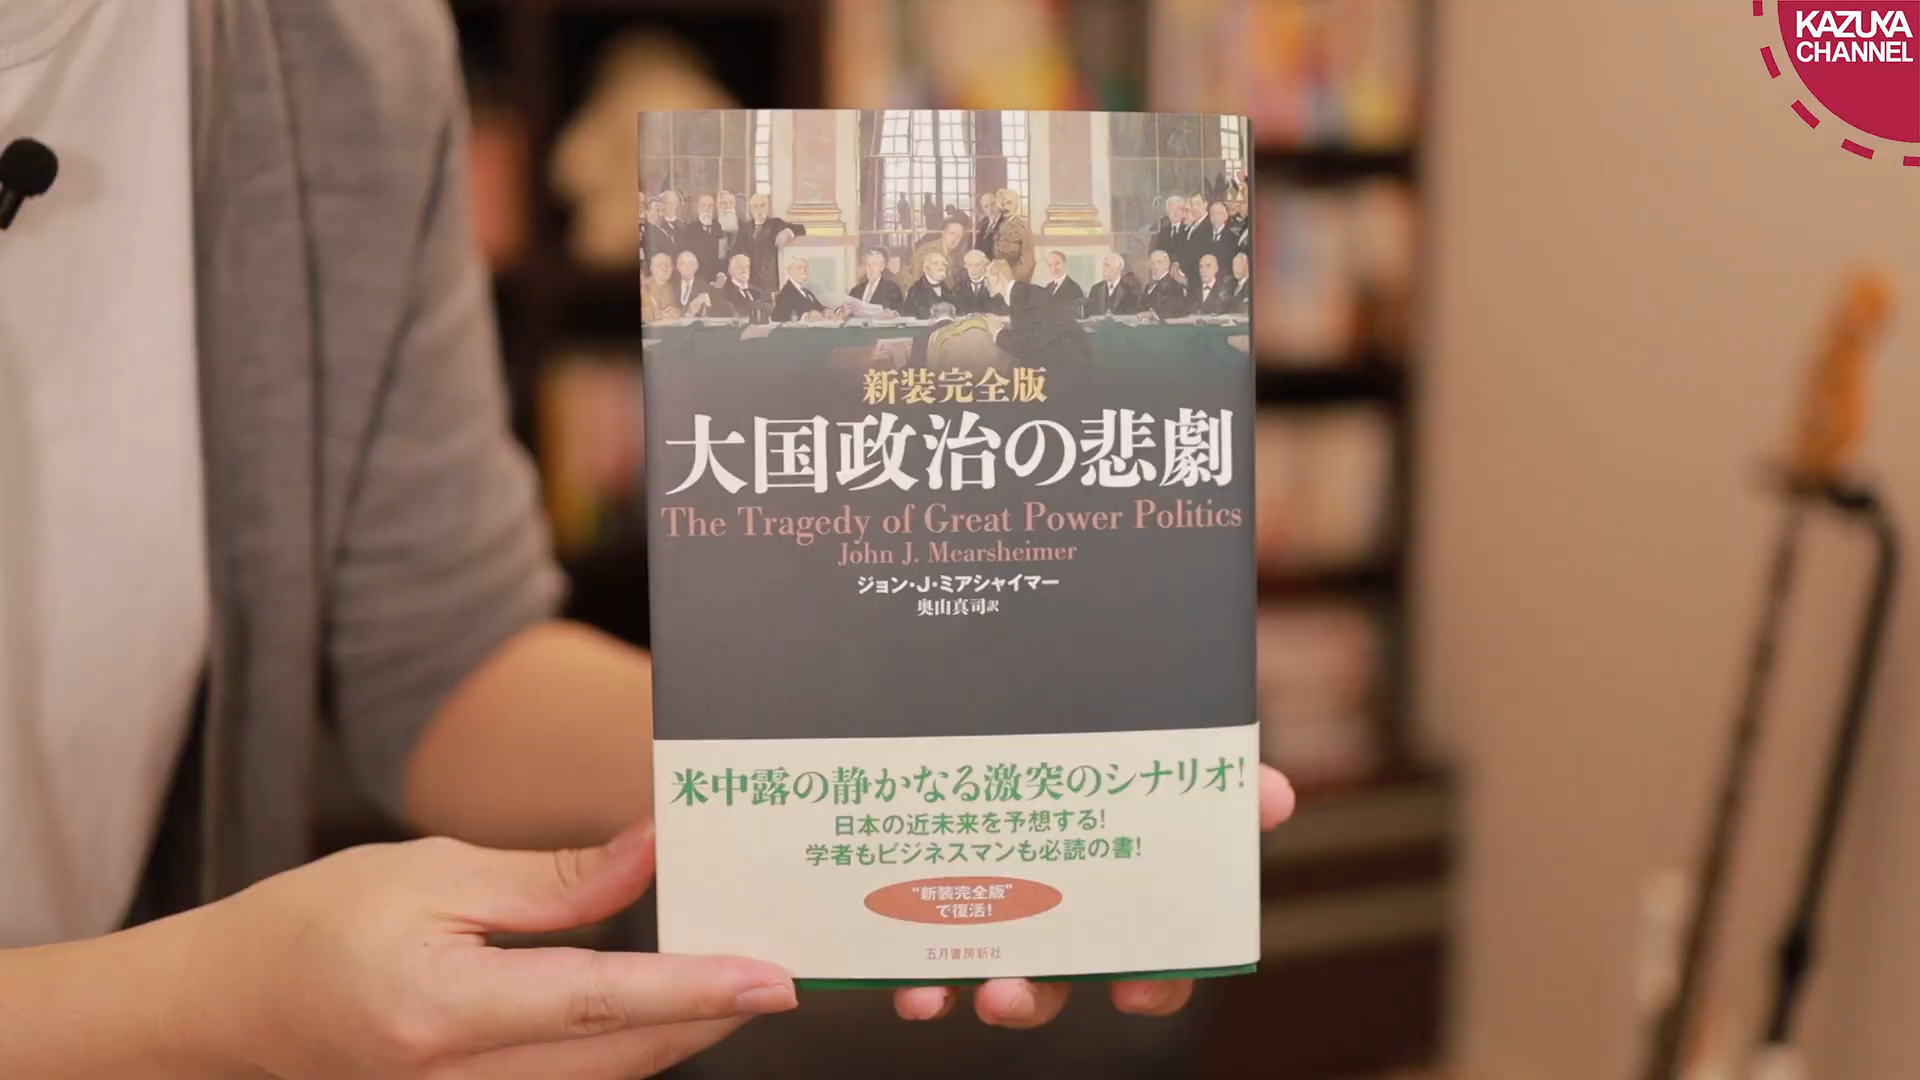 KAZUYA
CHANNEL
新装完全版
大国政治の悲劇
The Tragedy of Great Power Politics
John J. Mearsheimer
ジョン・J・ミアシャイマー
奥山真司訳
米中露の静かなる激突のシナリオ!
日本の近未来を予想する!
学者もビジネスマンも必読の書!
“新装完全版”
で復活!
五月書房新社